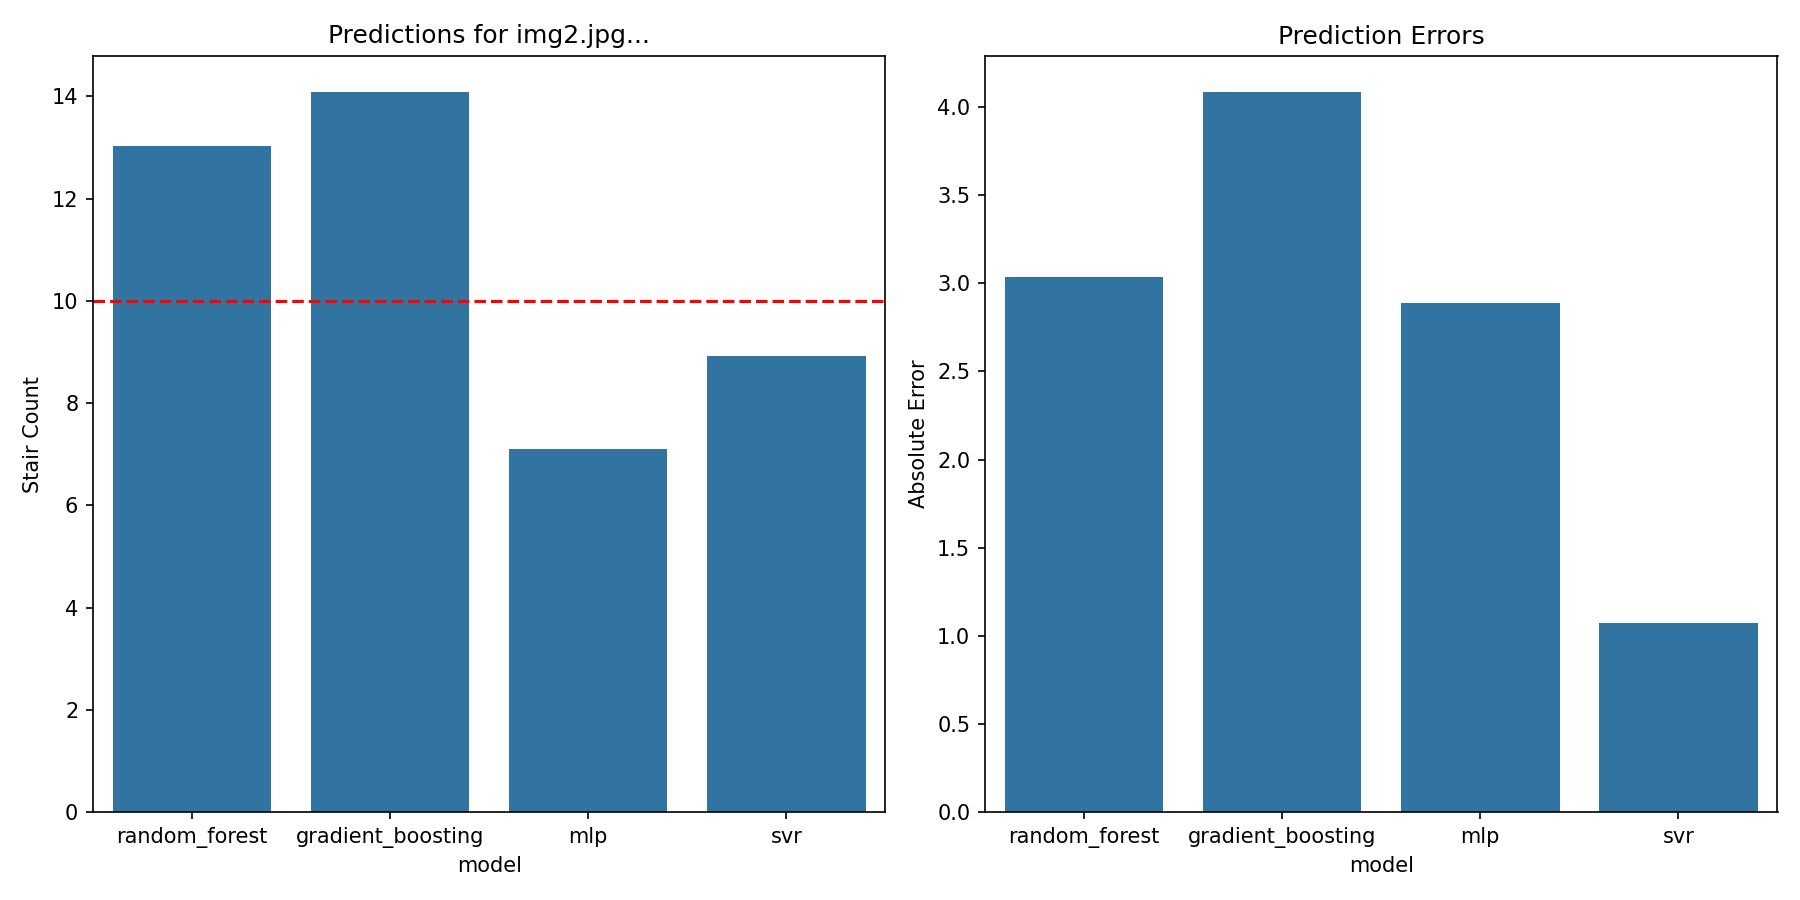 Predictions for img2.jpg...
Stair Count
14
12
10
8
6
4
2
0
random_forest gradient_boosting mlp svr
model
Prediction Errors
Absolute Error
4.0
3.5
3.0
2.5
2.0
1.5
1.0
0.5
0.0
random_forest gradient_boosting mlp svr
model